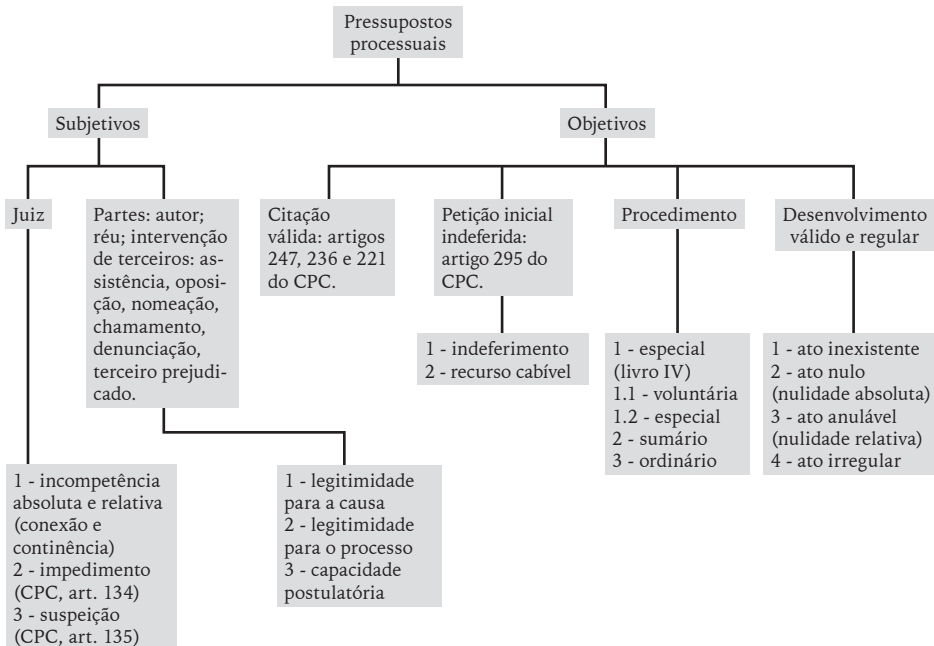 Pressupostos
processuais
Subjetivos
Objetivos
Juiz
Partes: autor;
réu; intervenção
de terceiros: as-
sistência, oposi-
ção, nomeação,
chamamento,
denunciação,
terceiro prejudi-
cado.
Citação
válida: artigos
247, 236 e 221
do CPC.
Petição inicial
indeferida:
artigo 295 do
CPC.
Procedimento
Desenvolvimento
válido e regular
1 - indeferimento
2 - recurso cabível
1 - especial
(livro IV)
1.1 - voluntária
1.2 - especial
2 - sumário
3 - ordinário
1 - ato inexistente
2 - ato nulo
(nulidade absoluta)
3 - ato anulável
(nulidade relativa)
4 - ato irregular
1 - incompetência
absoluta e relativa
(conexão e
continência)
2 - impedimento
(CPC, art. 134)
3 - suspeição
(CPC, art. 135)
1 - legitimidade
para a causa
2 - legitimidade
para o processo
3 - capacidade
postulatória